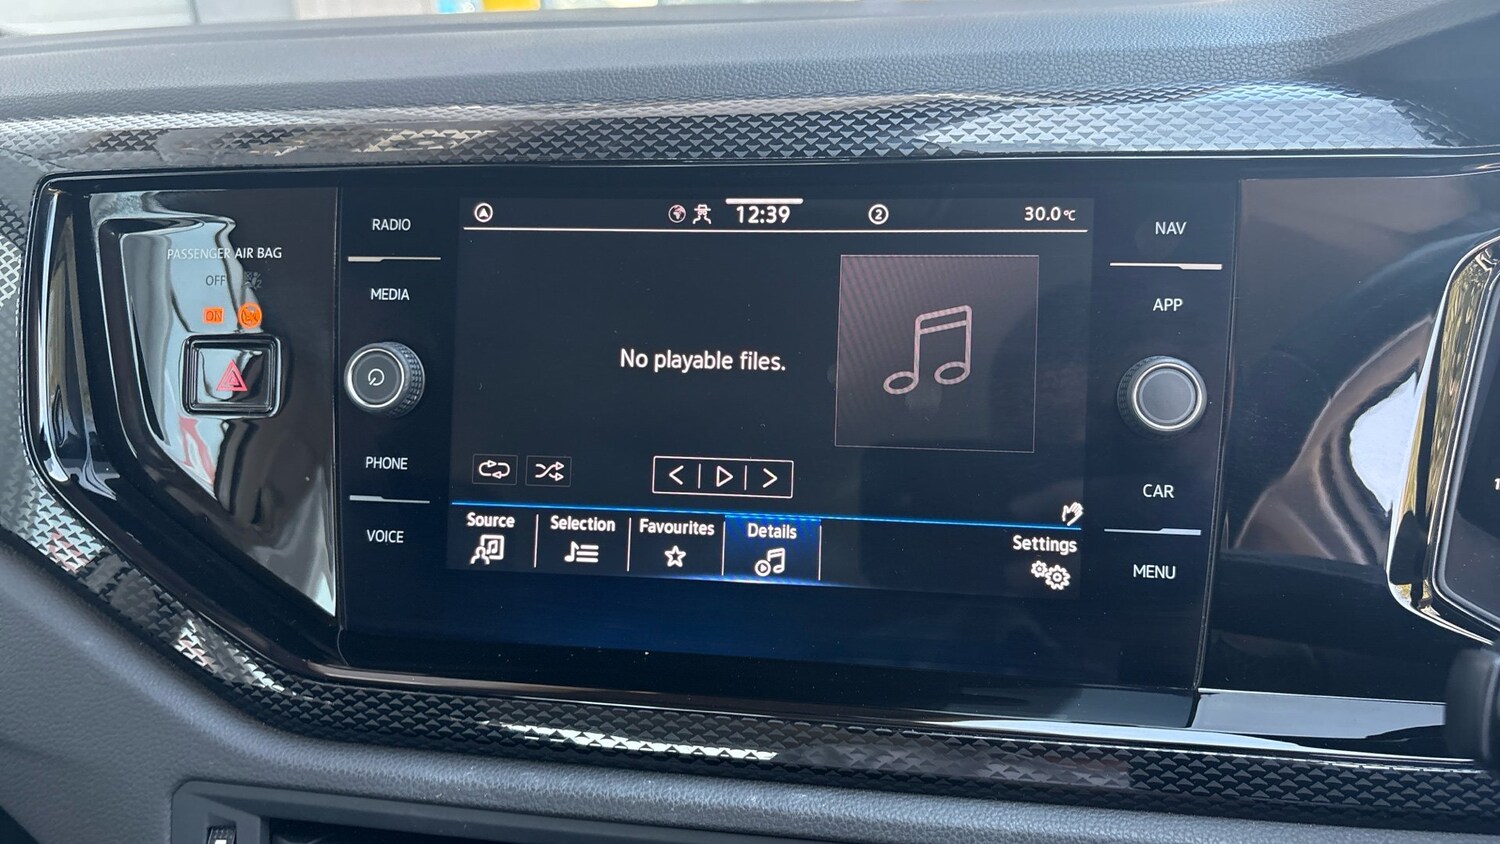 PASSENGER AIR BAG
OFF
ON
RADIO
MEDIA
PHONE
VOICE
12:39
2
30.0°C
No playable files.
Source
Selection
Favourites
Details
Settings
NAV
APP
CAR
MENU